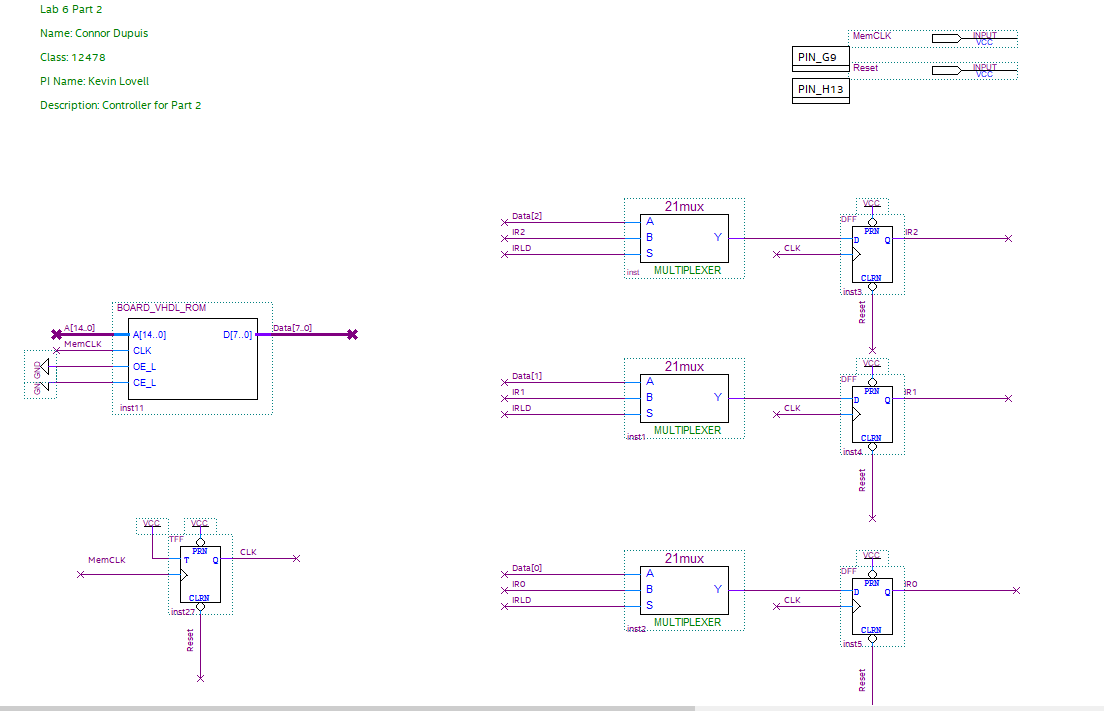 Lab 6 Part 2
Name: Connor Dupuis
Class: 12478
PI Name: Kevin Lovell
Description: Controller for Part 2
MemCLK
INPUT
VCC
PIN_G9
Reset
INPUT
VCC
PIN_H13
21mux
Data[2]
IR2
IRLD
A
B
S
Y
inst
MULTIPLEXER
VCC
DFF
PRN
D
Q
IR2
CLK
CLRN
inst3
Reset
BOARD_VHDL_ROM
A[14..0]
MemCLK
GND
GN
A[14..0]
CLK
OE_L
CE_L
D[7..0]
Data[7..0]
inst11
21mux
Data[1]
IR1
IRLD
A
B
S
Y
inst1
MULTIPLEXER
VCC
DFF
PRN
D
Q
IR1
CLK
CLRN
inst4
Reset
VCC
VCC
TFF
PRN
T
Q
CLK
MemCLK
CLRN
inst27
Reset
21mux
Data[0]
IR0
IRLD
A
B
S
Y
inst2
MULTIPLEXER
VCC
DFF
PRN
D
Q
IR0
CLK
CLRN
inst5
Reset